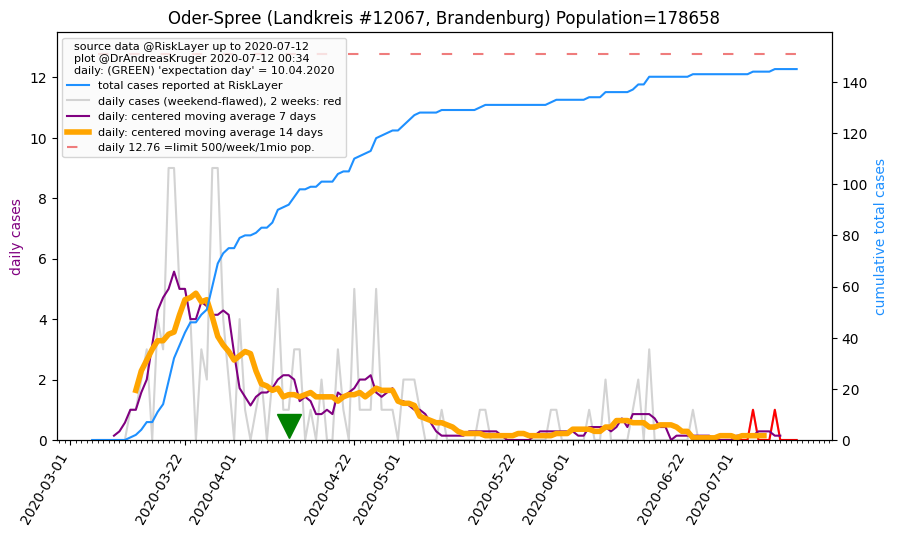 Oder-Spree (Landkreis #12067, Brandenburg) Population=178658
source data @RiskLayer up to 2020-07-12
plot @DrAndreasKruger 2020-07-12 00:34
daily: (GREEN) 'expectation day' = 10.04.2020
total cases reported at RiskLayer
daily cases (weekend-flawed), 2 weeks: red
daily: centered moving average 7 days
daily: centered moving average 14 days
daily 12.76 =limit 500/week/1mio pop.
daily cases
12
10
8
6
4
2
0
cumulative total cases
140
120
100
80
60
40
20
0
2020-03-01
2020-03-22
2020-04-01
2020-04-22
2020-05-01
2020-05-22
2020-06-01
2020-06-22
2020-07-01